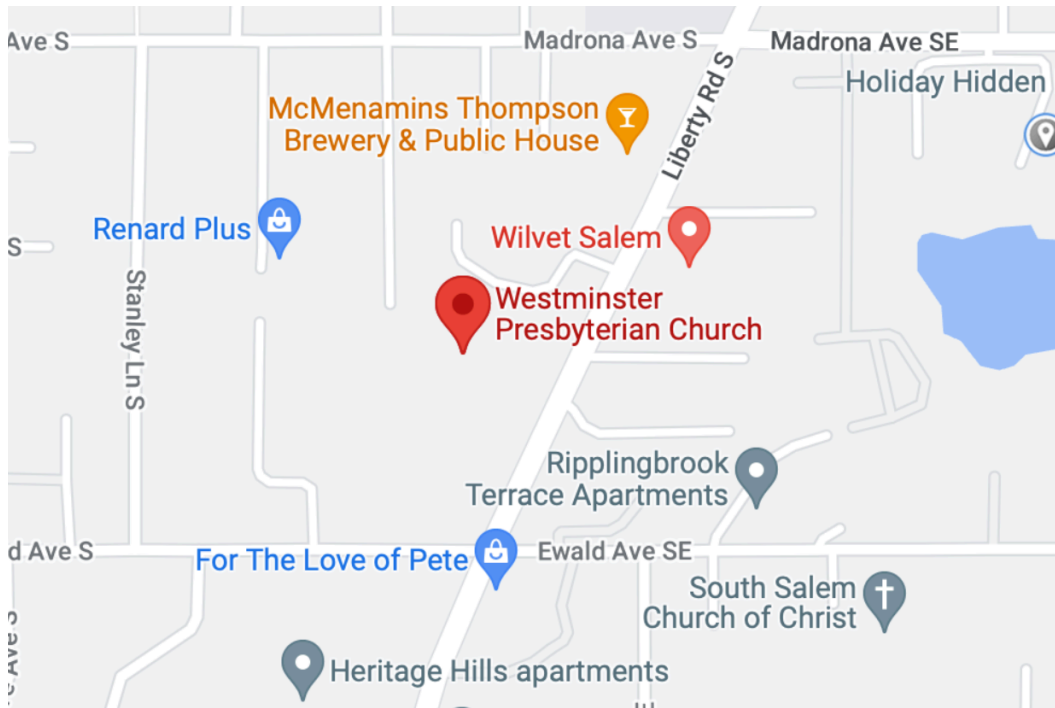 Ave S
Madrona Ave S
Madrona Ave SE
Holiday Hidden
McMenamins Thompson
Brewery & Public House
Liberty Rd S
Renard Plus
Wilvet Salem
S
Stanley Ln S
Westminster
Presbyterian Church
Ripplingbrook
Terrace Apartments
d Ave S
For The Love of Pete
Ewald Ave SE
South Salem
Church of Christ
e Ave S
Heritage Hills apartments